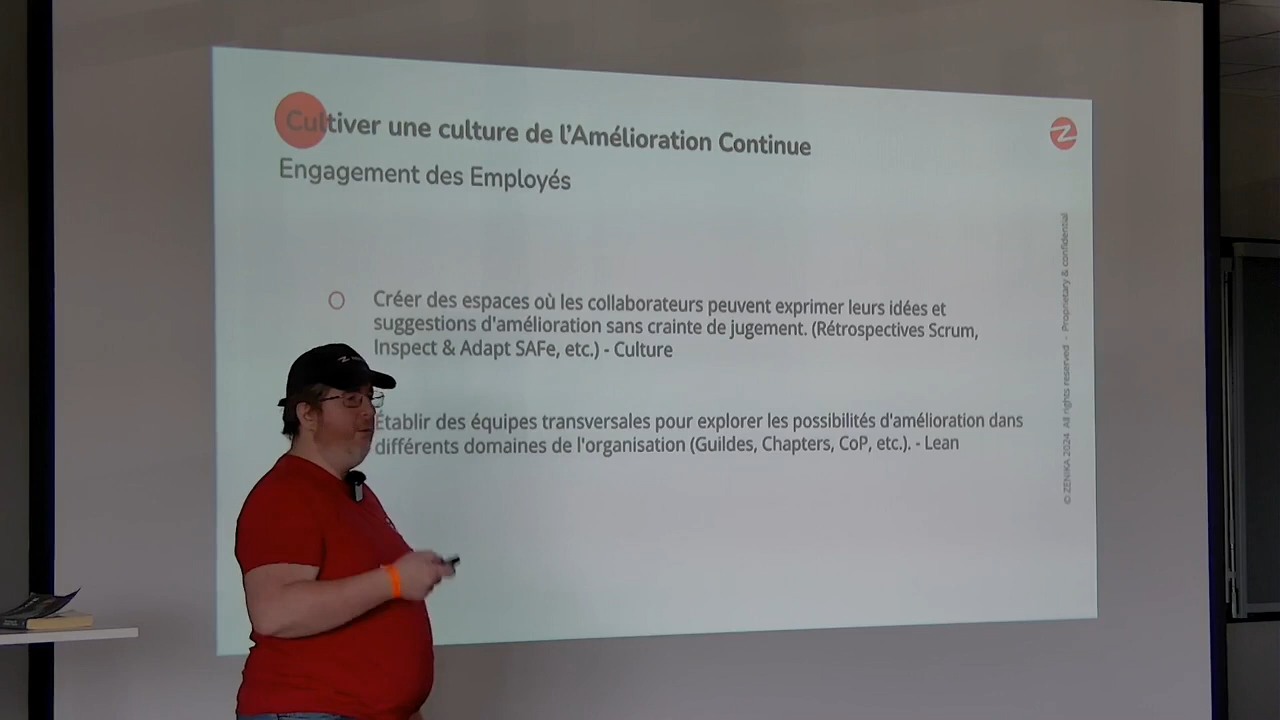 Cultiver une culture de l'Amélioration Continue
Engagement des Employés
Créer des espaces où les collaborateurs peuvent exprimer leurs idées et
suggestions d'amélioration sans crainte de jugement. (Rétrospectives Scrum,
Inspect & Adapt SAFe, etc.) - Culture
Établir des équipes transversales pour explorer les possibilités d'amélioration dans
différents domaines de l'organisation (Guildes, Chapters, CoP, etc.). - Lean
© ZENIKA 2024 All rights reserved - Proprietary & confidential